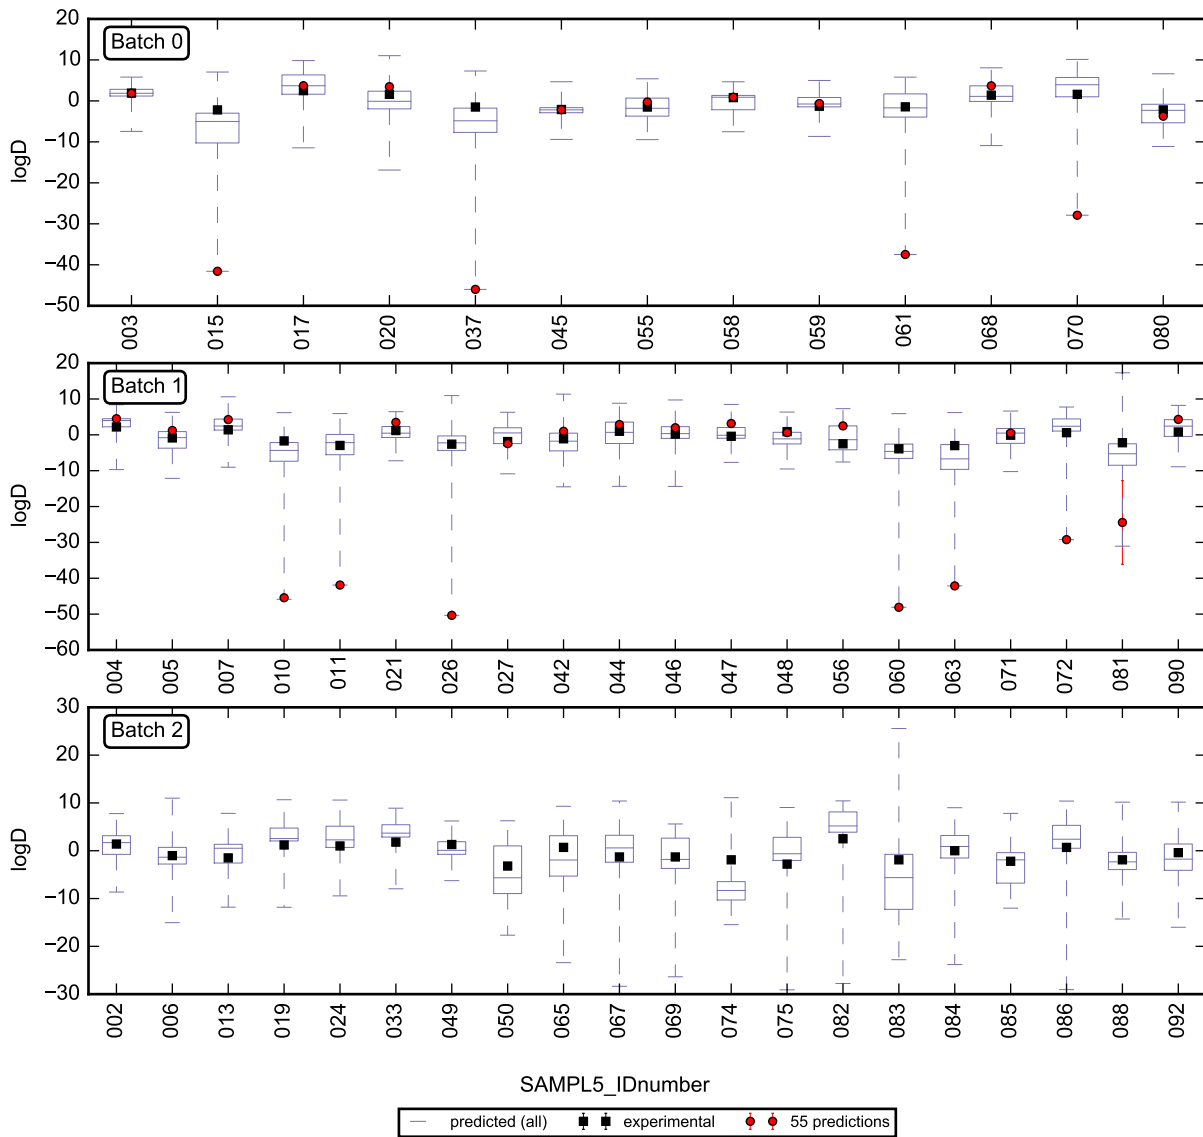 20
Batch 0
10
0
−10
−20
−30
−40
−50
logD
003 015 017 020 037 045 055 058 059 061 068 070 080
20
Batch 1
10
0
−10
−20
−30
−40
−50
−60
logD
004 005 007 010 011 021 026 027 042 044 046 047 048 056 060 063 071 072 081 090
30
Batch 2
20
10
0
−10
−20
−30
logD
002 006 013 019 024 033 049 050 065 067 069 074 075 082 083 084 085 086 088 092
SAMPL5_IDnumber
predicted (all) experimental 55 predictions